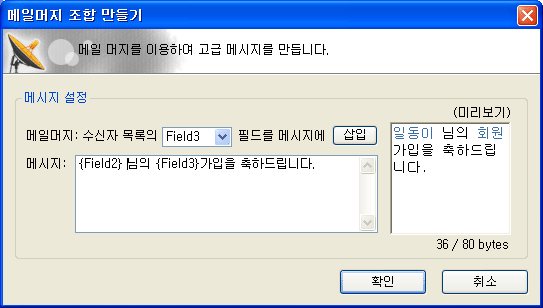 메일머지 조합 만들기
메일 머지를 이용하여 고급 메시지를 만듭니다.
메시지 설정
(미리보기)
메일머지: 수신자 목록의 Field3 필드를 메시지에 삽입
메시지: {Field2} 님의 {Field3}가입을 축하드립니다.
일동이 님의 회원
가입을 축하드립
니다.
36 / 80 bytes
확인 취소